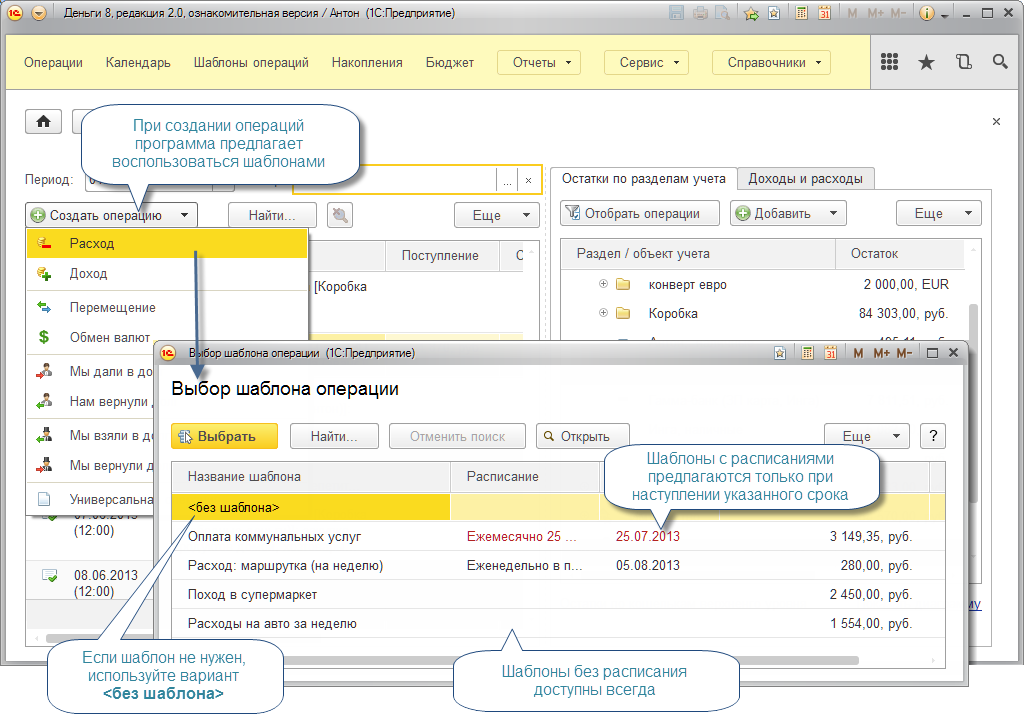 Деньги 8, редакция 2.0, ознакомительная версия / Антон (1С:Предприятие)
31 M M+ M-
Операции Календарь Шаблоны операций Накопления Бюджет Отчеты Сервис Справочники
При создании операций
программа предлагает
воспользоваться шаблонами
Период:
... ×
Создать операцию Найти... Еще
Расход
Доход
Перемещение
Обмен валют
Мы дали в до
Нам вернули
Мы взяли в до
Мы вернули д
Универсальна
Поступление С
[Коробка
(12:00)
08.06.2013
(12:00)
Остатки по разделам учета Доходы и расходы
Отобрать операции Добавить Еще
Раздел / объект учета Остаток
конверт евро 2 000,00, EUR
Коробка 84 303,00, руб.
му
Выбор шаблона операции (1С:Предприятие)
31 M M+ M-
Выбор шаблона операции
Выбрать Найти... Отменить поиск Открыть Еще ?
Шаблоны с расписаниями
предлагаются только при
наступлении указанного срока
Название шаблона Расписание
<без шаблона>
Оплата коммунальных услуг Ежемесячно 25 ... 25.07.2013 3 149,35, руб.
Расход: маршрутка (на неделю) Еженедельно в п... 05.08.2013 280,00, руб.
Поход в супермаркет 2 450,00, руб.
Расходы на авто за неделю 1 554,00, руб.
Если шаблон не нужен,
используйте вариант
<без шаблона>
Шаблоны без расписания
доступны всегда